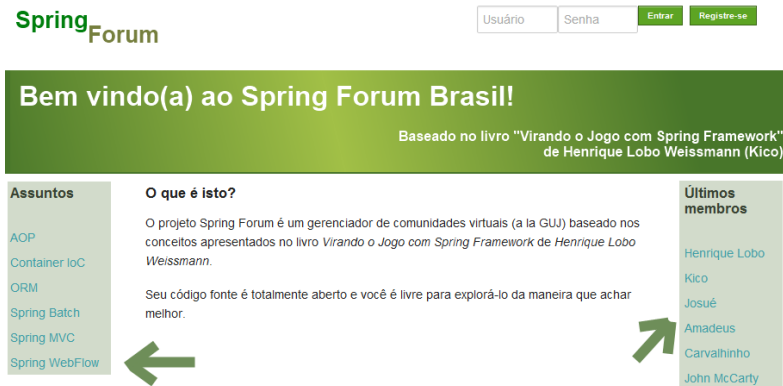 Spring
Forum
Usuário
Senha
Entrar
Registre-se
Bem vindo(a) ao Spring Forum Brasil!
Baseado no livro "Virando o Jogo com Spring Framework"
de Henrique Lobo Weissmann (Kico)
Assuntos
AOP
Container IoC
ORM
Spring Batch
Spring MVC
Spring WebFlow
O que é isto?
O projeto Spring Forum é um gerenciador de comunidades virtuais (a la GUJ) baseado nos
conceitos apresentados no livro Virando o Jogo com Spring Framework de Henrique Lobo
Weissmann.
Seu código fonte é totalmente aberto e você é livre para explorá-lo da maneira que achar
melhor.
Últimos
membros
Henrique Lobo
Kico
Josué
Amadeus
Carvalhinho
John McCarty